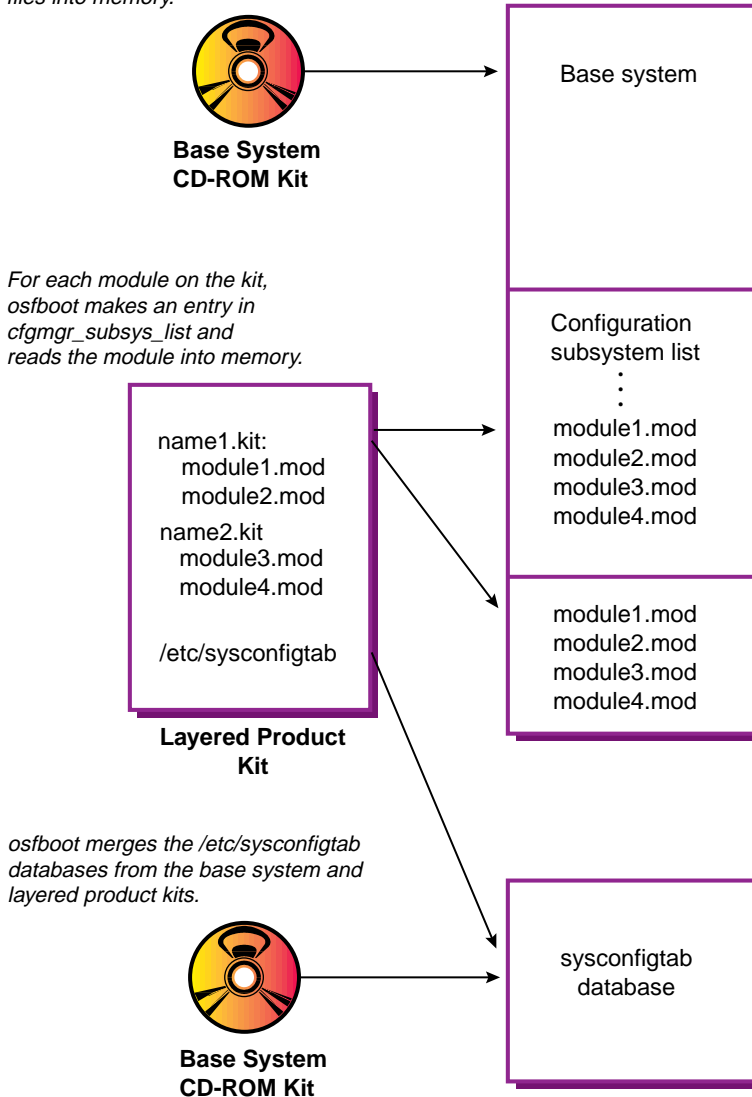 files into memory.
Base System
CD-ROM Kit
Base system
For each module on the kit,
osfboot makes an entry in
cfgmgr_subsys_list and
reads the module into memory.
Configuration
subsystem list
name1.kit:
module1.mod
module2.mod
name2.kit
module3.mod
module4.mod
/etc/sysconfigtab
Layered Product
Kit
module1.mod
module2.mod
module3.mod
module4.mod
module1.mod
module2.mod
module3.mod
module4.mod
osfboot merges the /etc/sysconfigtab
databases from the base system and
layered product kits.
Base System
CD-ROM Kit
sysconfigtab
database